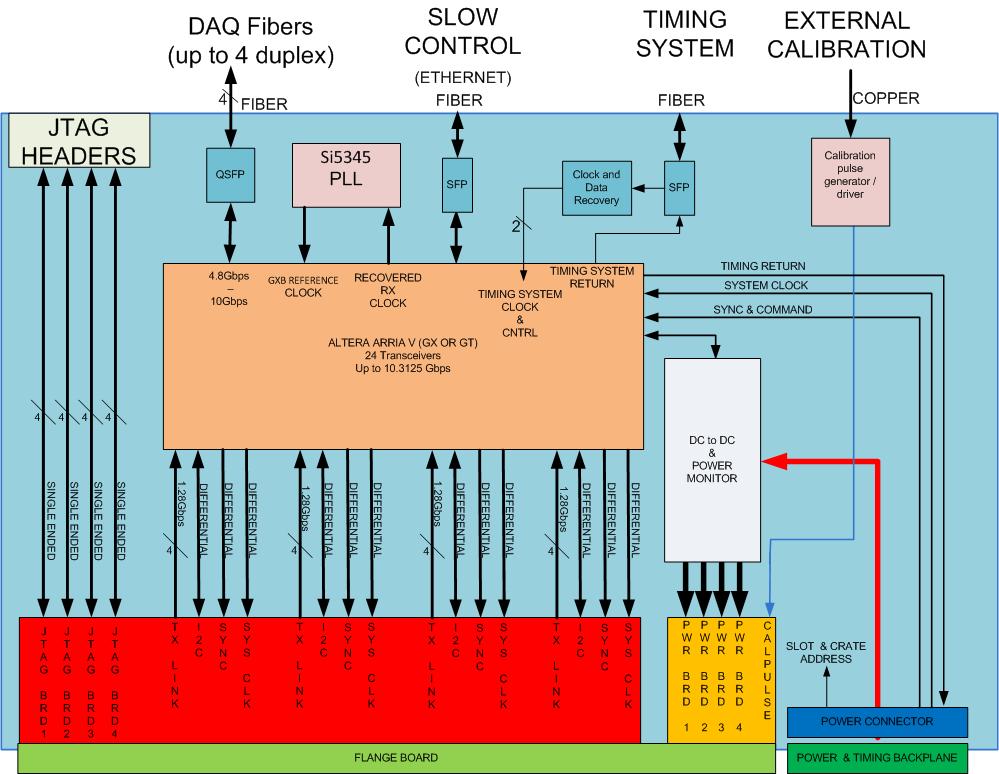 DAQ Fibers
(up to 4 duplex)
SLOW
CONTROL
(ETHERNET)
TIMING
SYSTEM
EXTERNAL
CALIBRATION
4
FIBER
FIBER
FIBER
COPPER
JTAG
HEADERS
QSFP
Si5345
PLL
SFP
Clock and
Data
Recovery
SFP
Calibration
pulse
generator /
driver
2
4.8Gbps
–
10Gbps
GXB REFERENCE
CLOCK
RECOVERED
RX
CLOCK
TIMING SYSTEM
CLOCK
&
CNTRL
TIMING SYSTEM
RETURN
TIMING RETURN
SYSTEM CLOCK
SYNC & COMMAND
ALTERA ARRIA V (GX OR GT)
24 Transceivers
Up to 10.3125 Gbps
4
4
4
4
DC to DC
&
POWER
MONITOR
SINGLE ENDED
SINGLE ENDED
SINGLE ENDED
SINGLE ENDED
1.28Gbps
4
DIFFERENTIAL
DIFFERENTIAL
DIFFERENTIAL
1.28Gbps
4
DIFFERENTIAL
DIFFERENTIAL
DIFFERENTIAL
1.28Gbps
4
DIFFERENTIAL
DIFFERENTIAL
DIFFERENTIAL
1.28Gbps
4
DIFFERENTIAL
DIFFERENTIAL
DIFFERENTIAL
JTAG BRD1
JTAG BRD2
JTAG BRD3
JTAG BRD4
TX LINK
I2C
SYNC
SYS CLK
TX LINK
I2C
SYNC
SYS CLK
TX LINK
I2C
SYNC
SYS CLK
TX LINK
I2C
SYNC
SYS CLK
PWR BRD 1
PWR BRD 2
PWR BRD 3
PWR BRD 4
CALPULSE
SLOT & CRATE
ADDRESS
POWER CONNECTOR
FLANGE BOARD
POWER & TIMING BACKPLANE